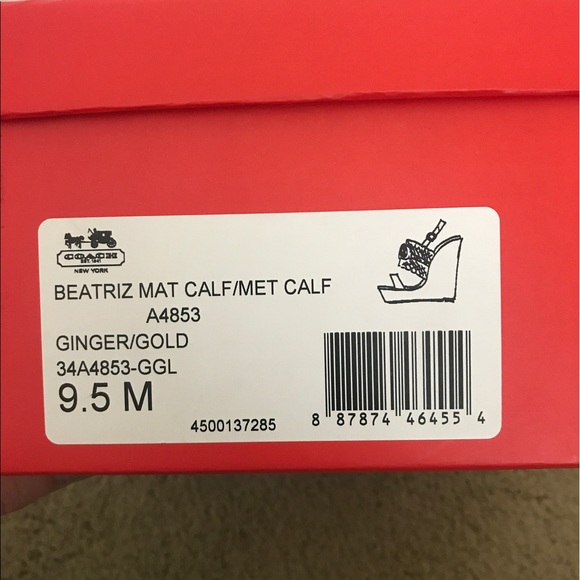 COACH
EST. 1941
NEW YORK
BEATRIZ MAT CALF/MET CALF
A4853
GINGER/GOLD
34A4853-GGL
9.5 M
4500137285
8 87874 46455 4